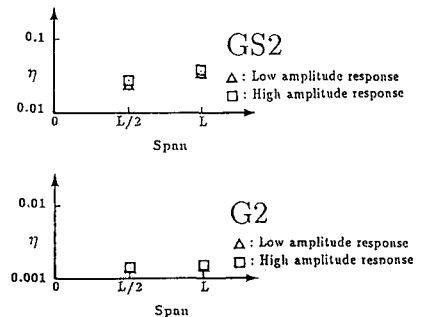 0.1
GS2
η
△ : Low amplitude response
□ : High amplitude response
0.01
0
L/2
L
Span
0.01
G2
△ : Low amplitude response
η
□ : High amplitude resnonse
0.001
0
L/2
L
Span